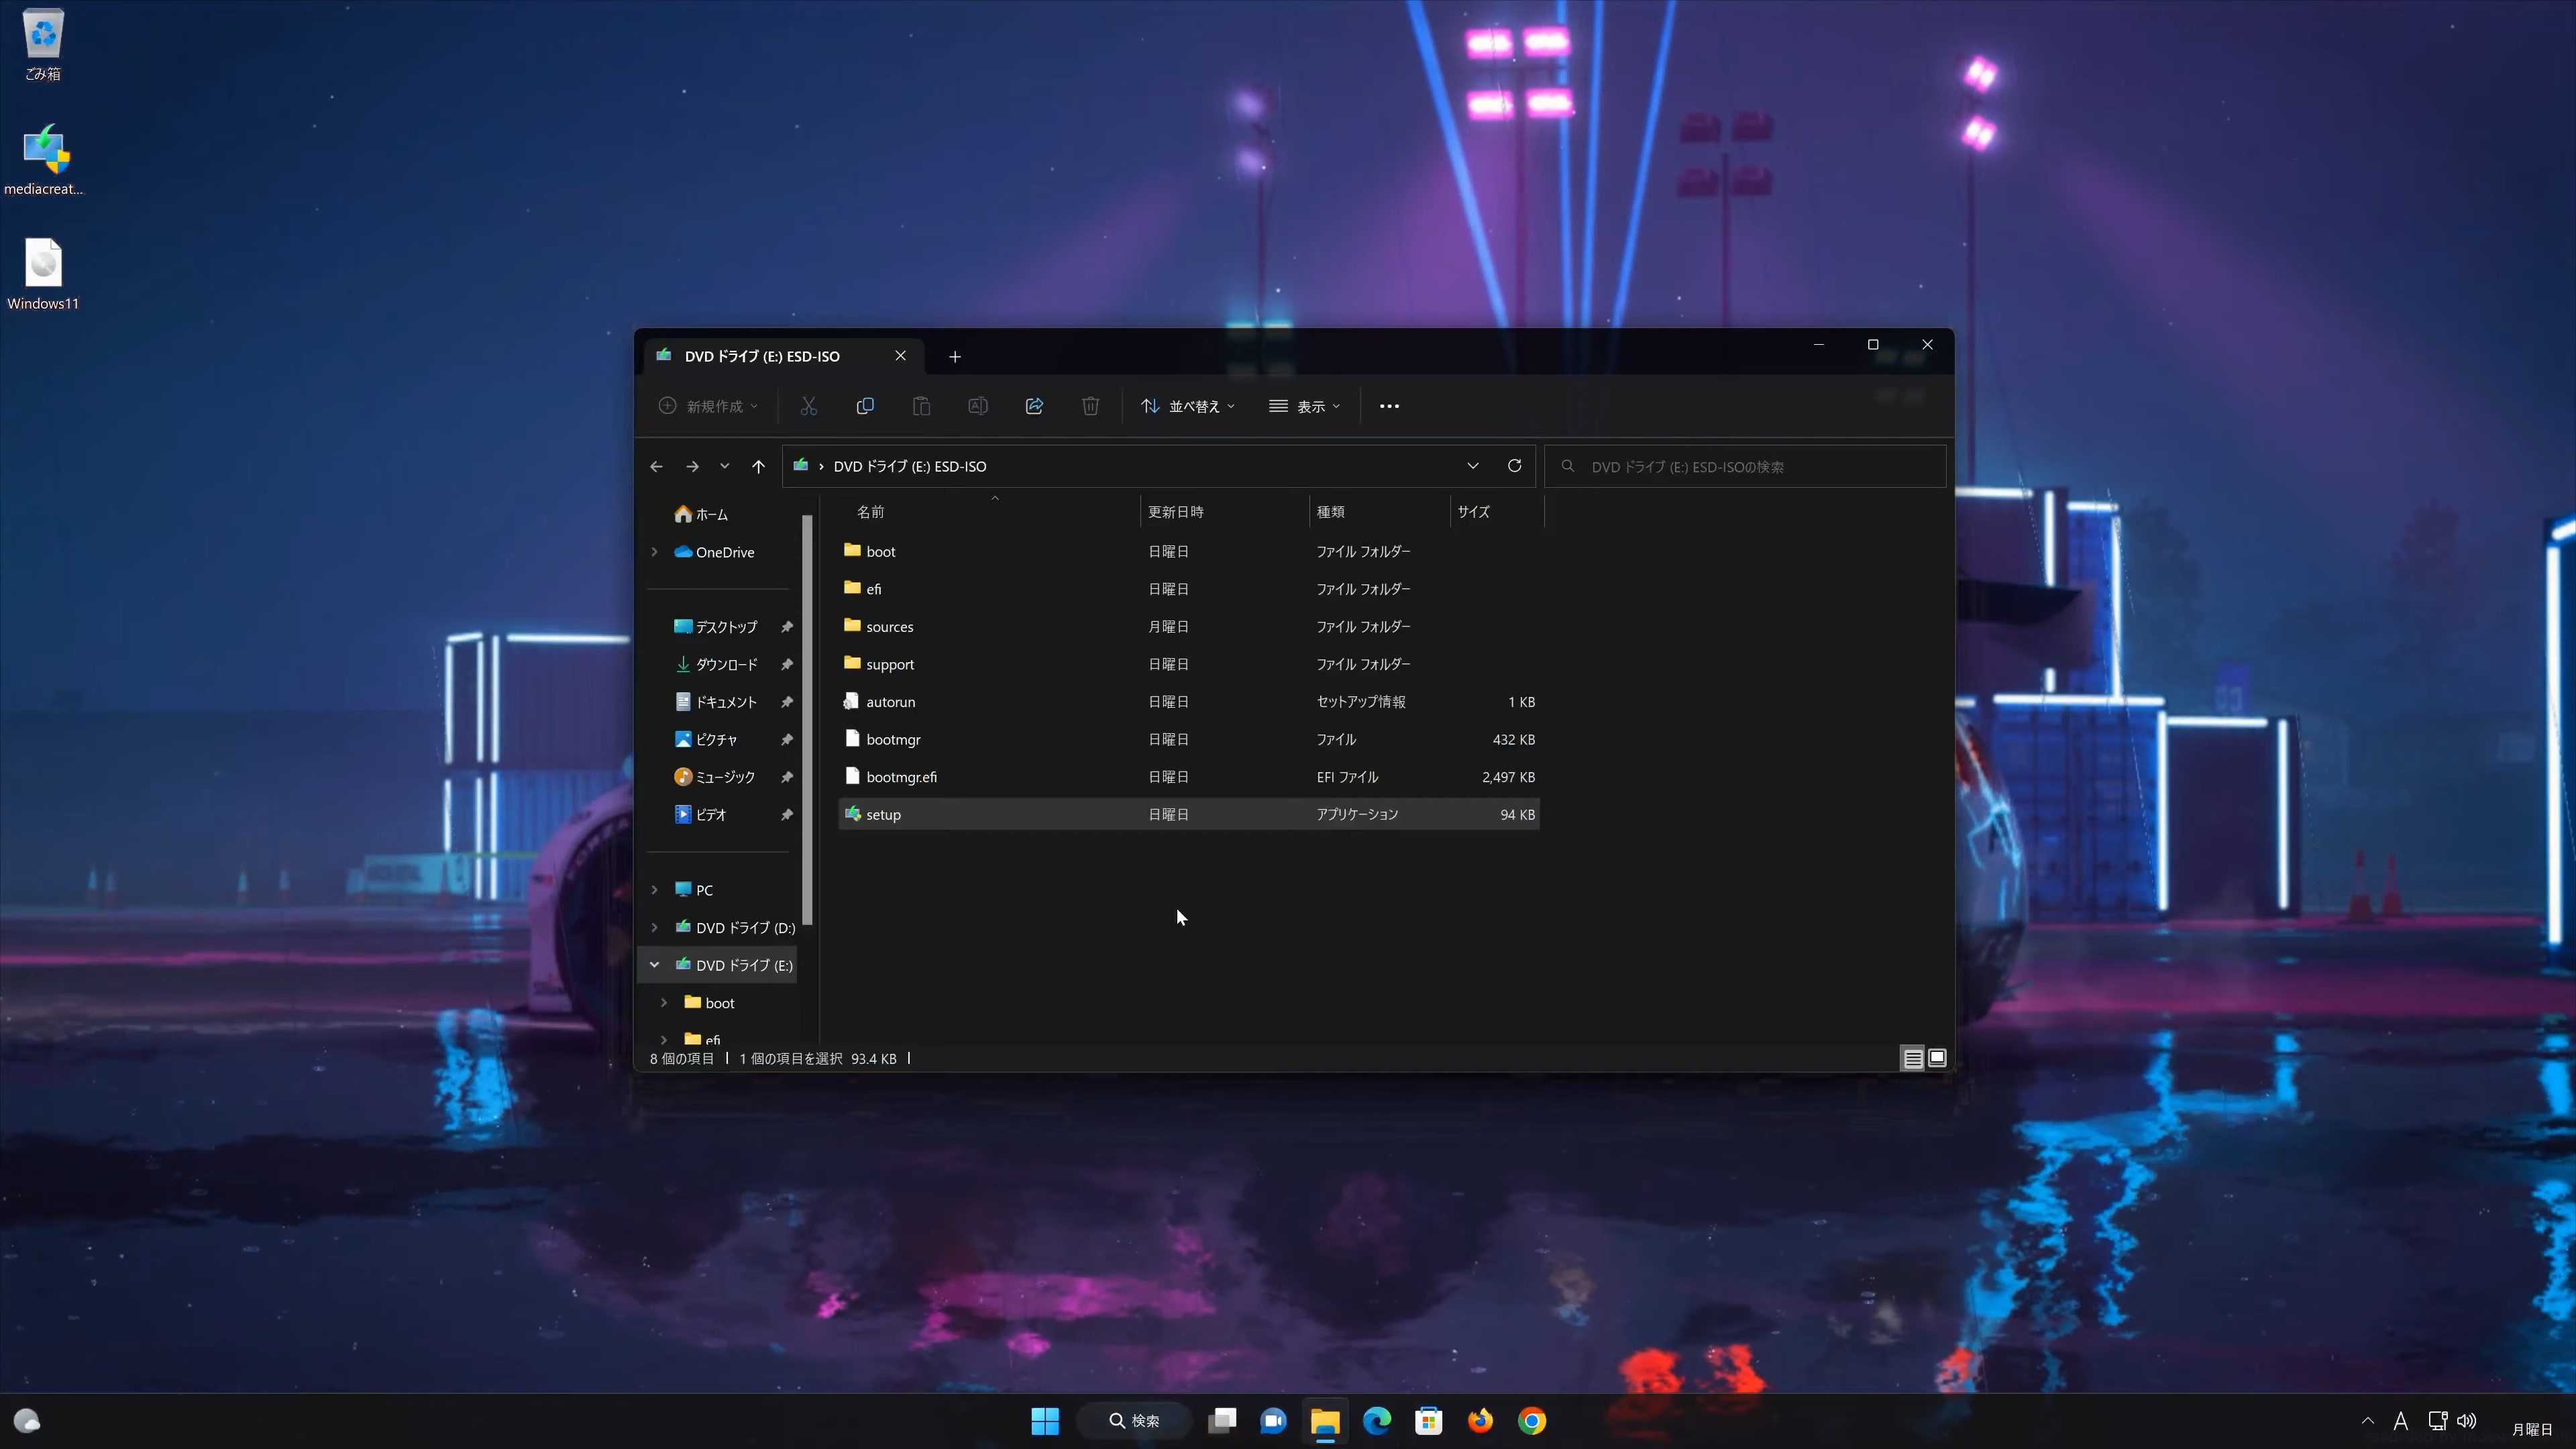 ごみ箱
mediacreat...
Windows11
DVD ドライブ (E:) ESD-ISO
新規作成
並べ替え
表示
DVD ドライブ (E:) ESD-ISO
DVD ドライブ (E:) ESD-ISOの検索
ホーム
OneDrive
デスクトップ
ダウンロード
ドキュメント
ピクチャ
ミュージック
ビデオ
PC
DVD ドライブ (D:)
DVD ドライブ (E:)
boot
efi
名前 更新日時 種類 サイズ
boot 日曜日 ファイル フォルダー
efi 日曜日 ファイル フォルダー
sources 月曜日 ファイル フォルダー
support 日曜日 ファイル フォルダー
autorun 日曜日 セットアップ情報 1 KB
bootmgr 日曜日 ファイル 432 KB
bootmgr.efi 日曜日 EFI ファイル 2,497 KB
setup 日曜日 アプリケーション 94 KB
8 個の項目 1 個の項目を選択 93.4 KB
検索
A
月曜日